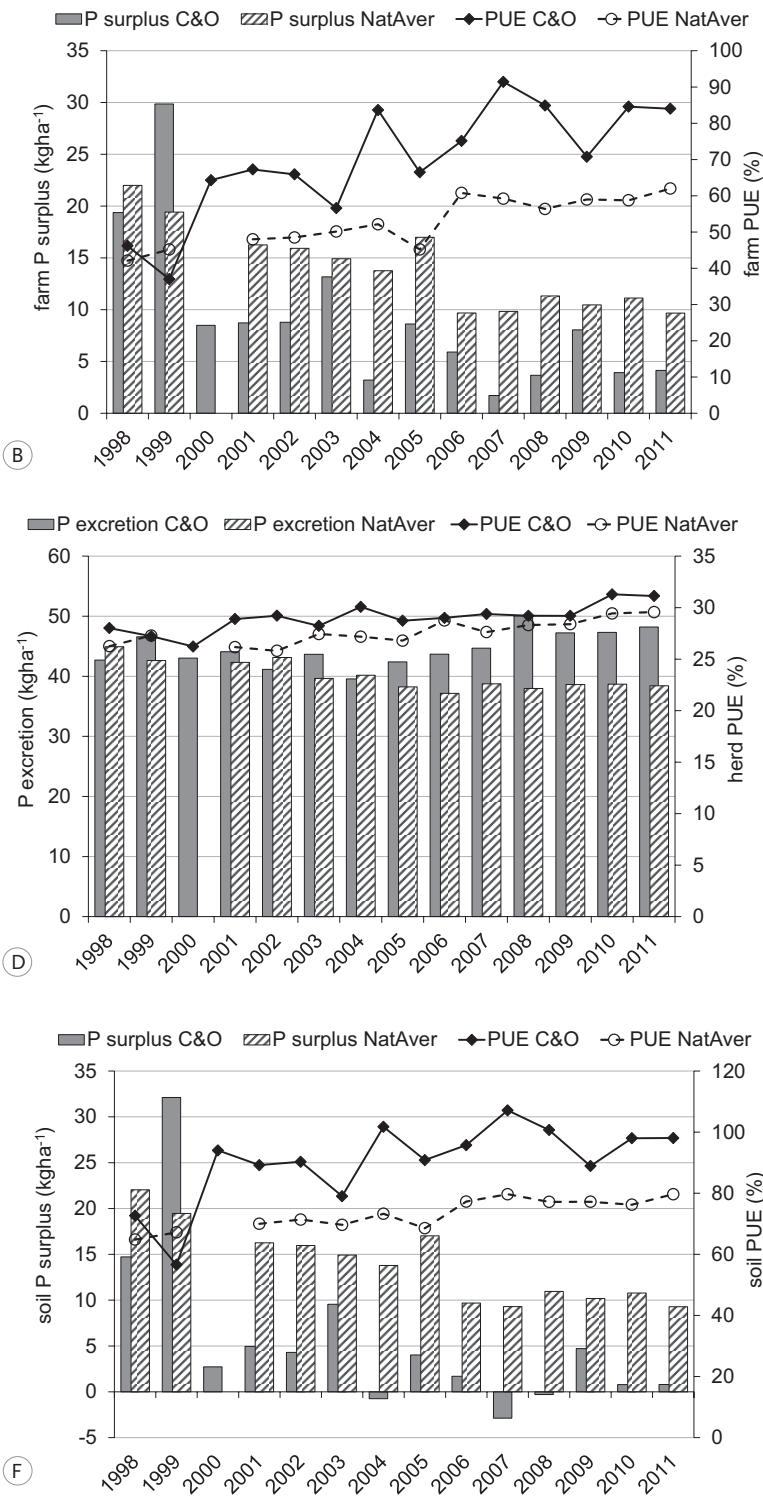 P surplus C&O P surplus NatAver PUE C&O PUE NatAver
35 100
30 90
25 80
20 70
15 60
10 50
5 40
0 30
20
10
0
farm P surplus (kgha⁻¹)
farm PUE (%)
1998 1999 2000 2001 2002 2003 2004 2005 2006 2007 2008 2009 2010 2011
B
P excretion C&O P excretion NatAver PUE C&O PUE NatAver
60 35
50 30
40 25
30 20
20 15
10 10
0 5
0
P excretion (kgha⁻¹)
herd PUE (%)
1998 1999 2000 2001 2002 2003 2004 2005 2006 2007 2008 2009 2010 2011
D
P surplus C&O P surplus NatAver PUE C&O PUE NatAver
35 120
30 100
25 80
20 60
15 40
10 20
5 0
0
-5
soil P surplus (kgha⁻¹)
soil PUE (%)
1998 1999 2000 2001 2002 2003 2004 2005 2006 2007 2008 2009 2010 2011
F